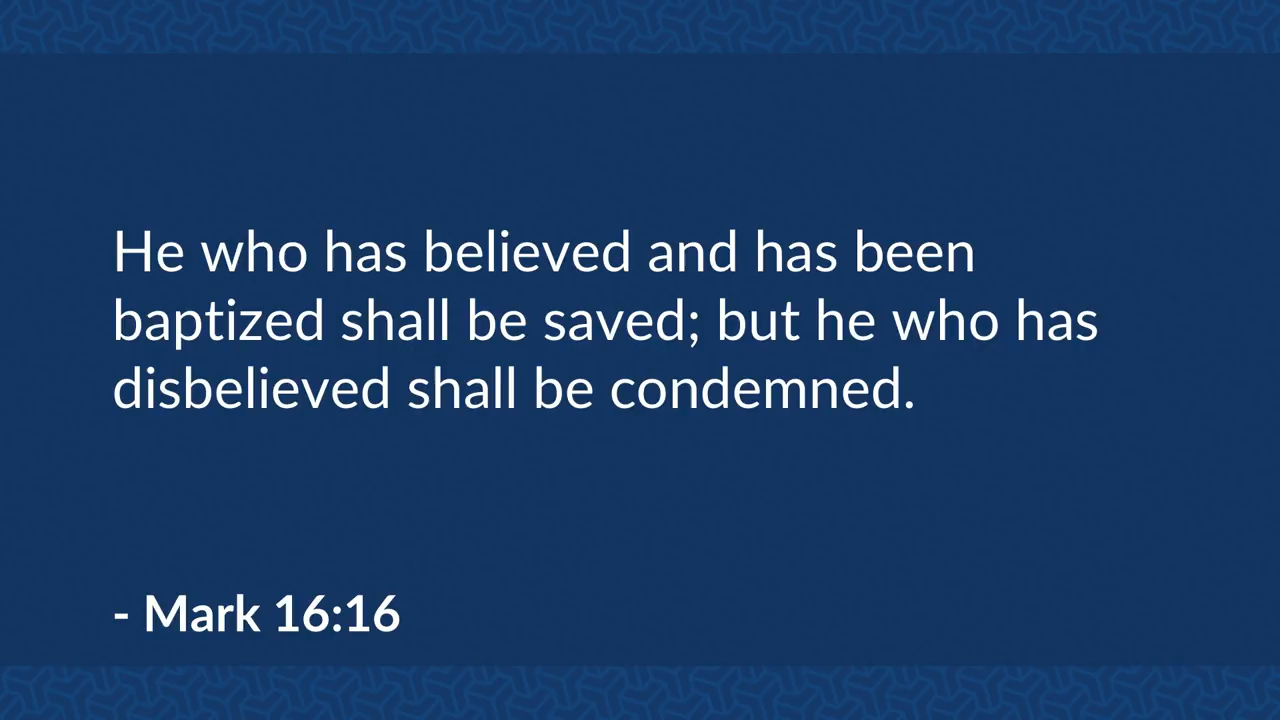 He who has believed and has been
baptized shall be saved; but he who has
disbelieved shall be condemned.
- Mark 16:16